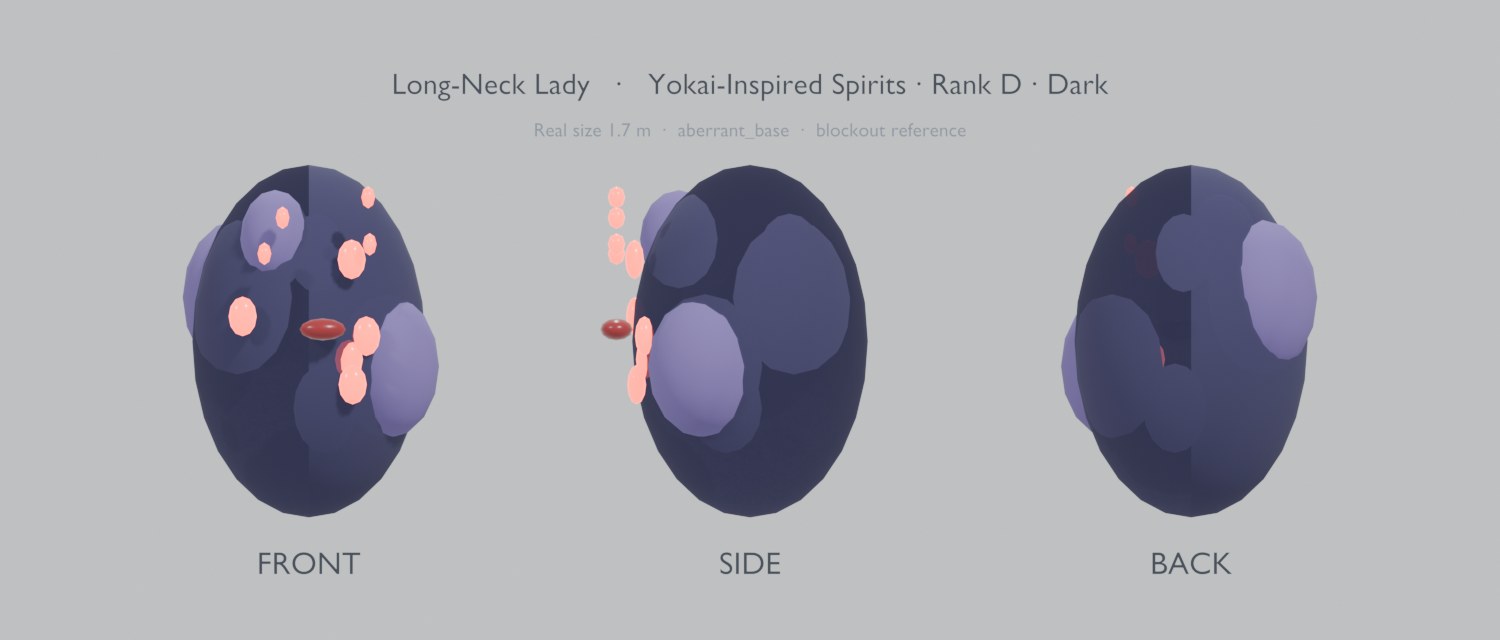 Long-Neck Lady · Yokai-Inspired Spirits · Rank D · Dark
Real size 1.7 m · aberrant_base · blockout reference
FRONT
SIDE
BACK